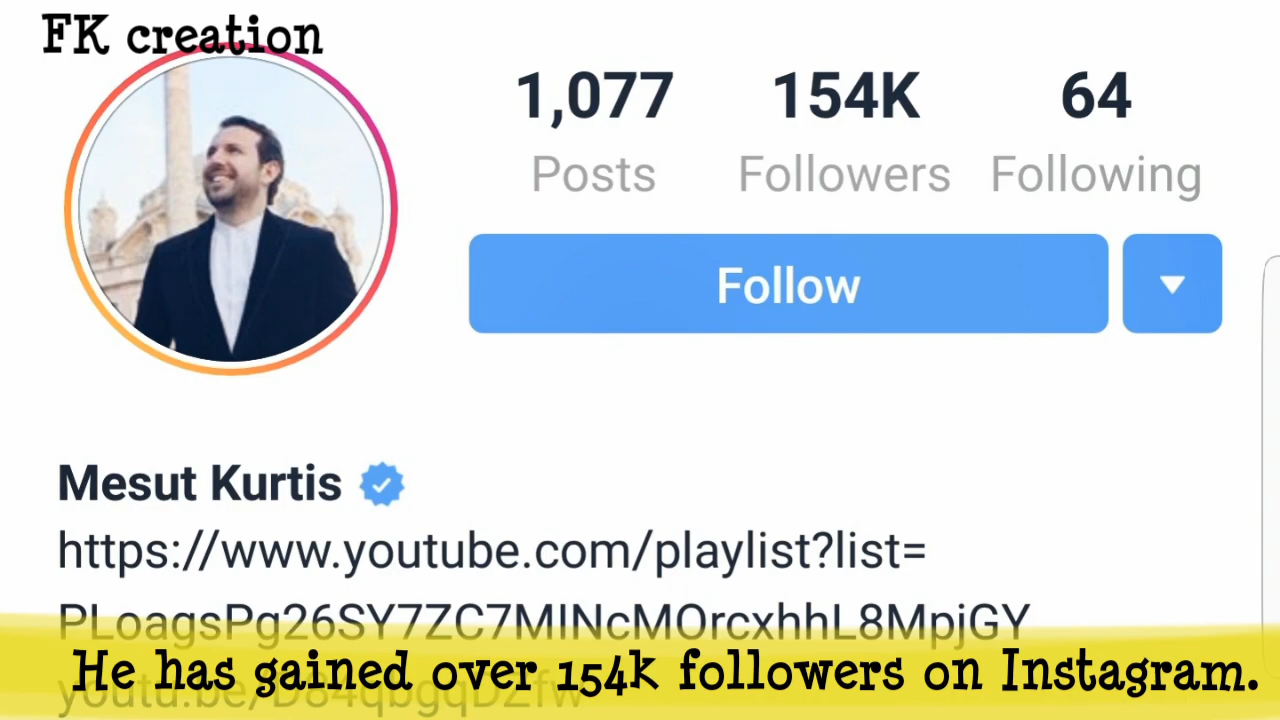 FK creation
1,077 154K 64
Posts Followers Following
Follow
Mesut Kurtis
https://www.youtube.com/playlist?list=
PLoagsPg26SY7ZC7MINcMOrcxhhL8MpjGY
He has gained over 154k followers on Instagram.